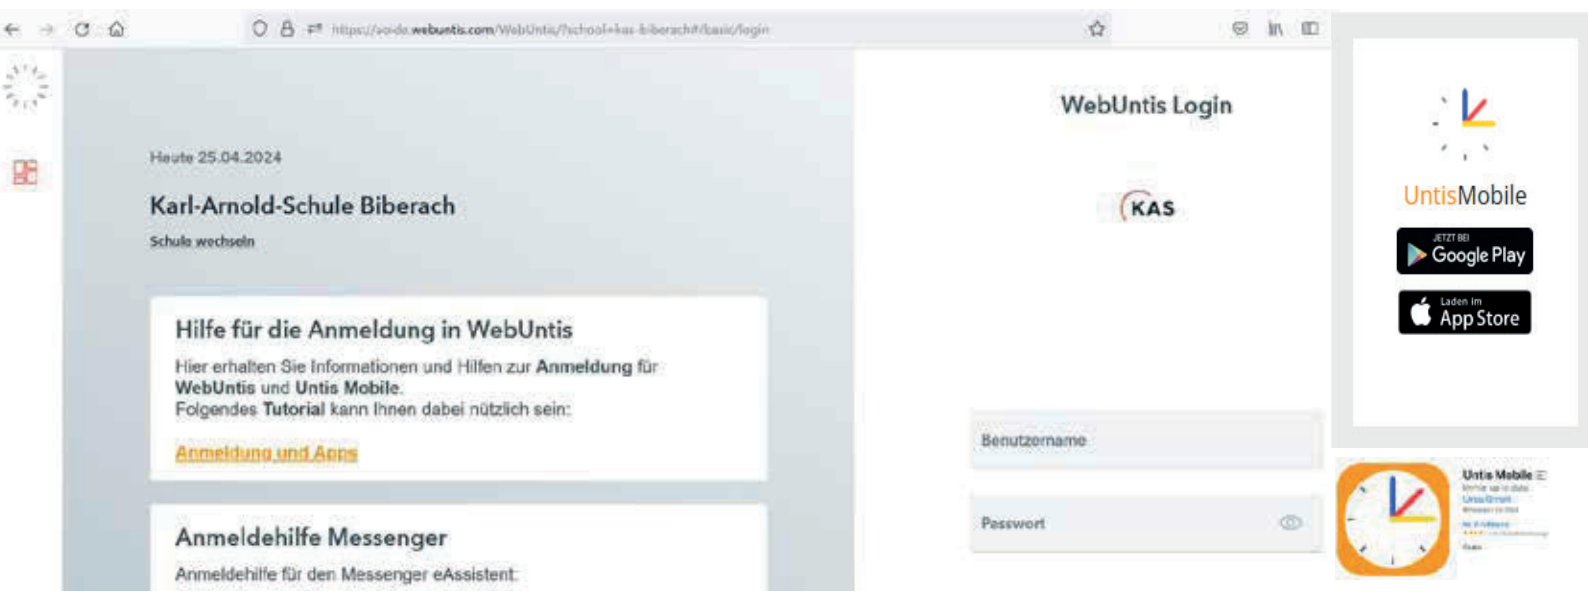 Heute 25.04.2024
Karl-Arnold-Schule Biberach
Schule wechseln
Hilfe für die Anmeldung in WebUntis
Hier erhalten Sie Informationen und Hilfen zur Anmeldung für
WebUntis und Untis Mobile.
Folgendes Tutorial kann Ihnen dabei nützlich sein:
Anmeldung und Apps
Anmeldehilfe Messenger
Anmeldehilfe für den Messenger eAssistent:
WebUntis Login
KAS
Benutzername
Passwort
UntisMobile
JETZT BEI
Google Play
Laden im
App Store
Untis Mobile